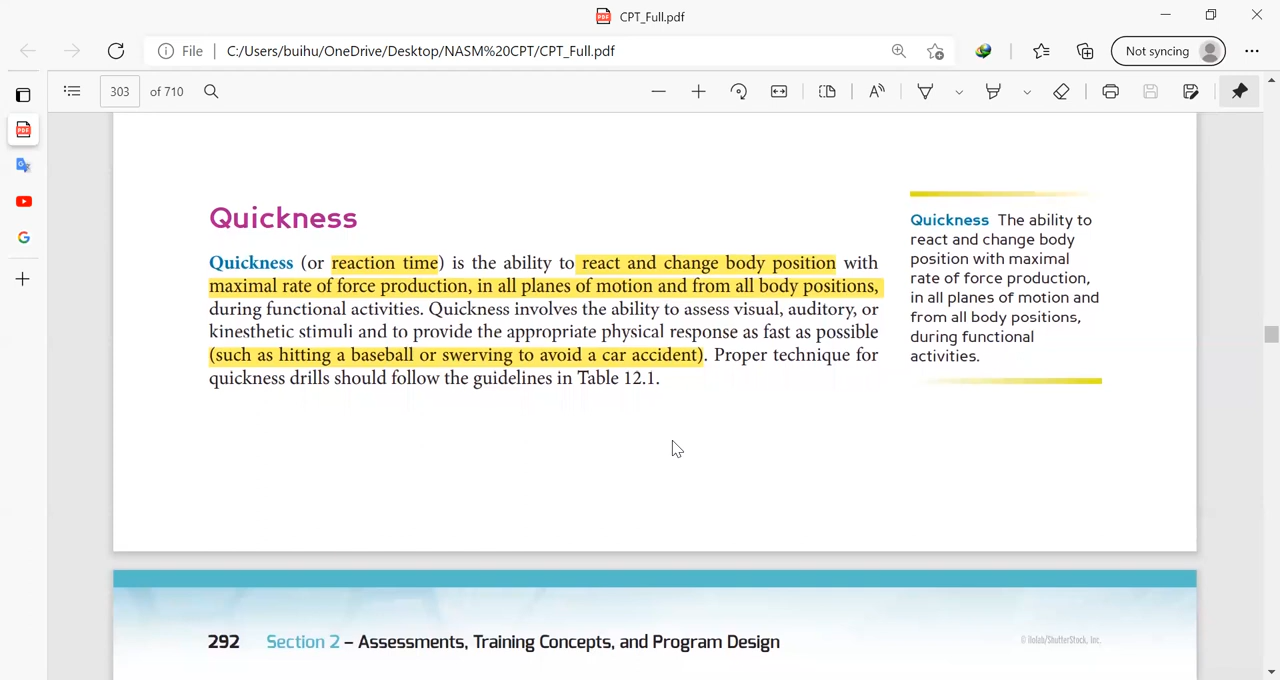 CPT_Full.pdf
File
C:/Users/buihu/OneDrive/Desktop/NASM%20CPT/CPT_Full.pdf
Not syncing
303 of 710
Quickness
Quickness (or reaction time) is the ability to react and change body position with
maximal rate of force production, in all planes of motion and from all body positions,
during functional activities. Quickness involves the ability to assess visual, auditory, or
kinesthetic stimuli and to provide the appropriate physical response as fast as possible
(such as hitting a baseball or swerving to avoid a car accident). Proper technique for
quickness drills should follow the guidelines in Table 12.1.
Quickness The ability to
react and change body
position with maximal
rate of force production,
in all planes of motion and
from all body positions,
during functional
activities.
292 Section 2 – Assessments, Training Concepts, and Program Design